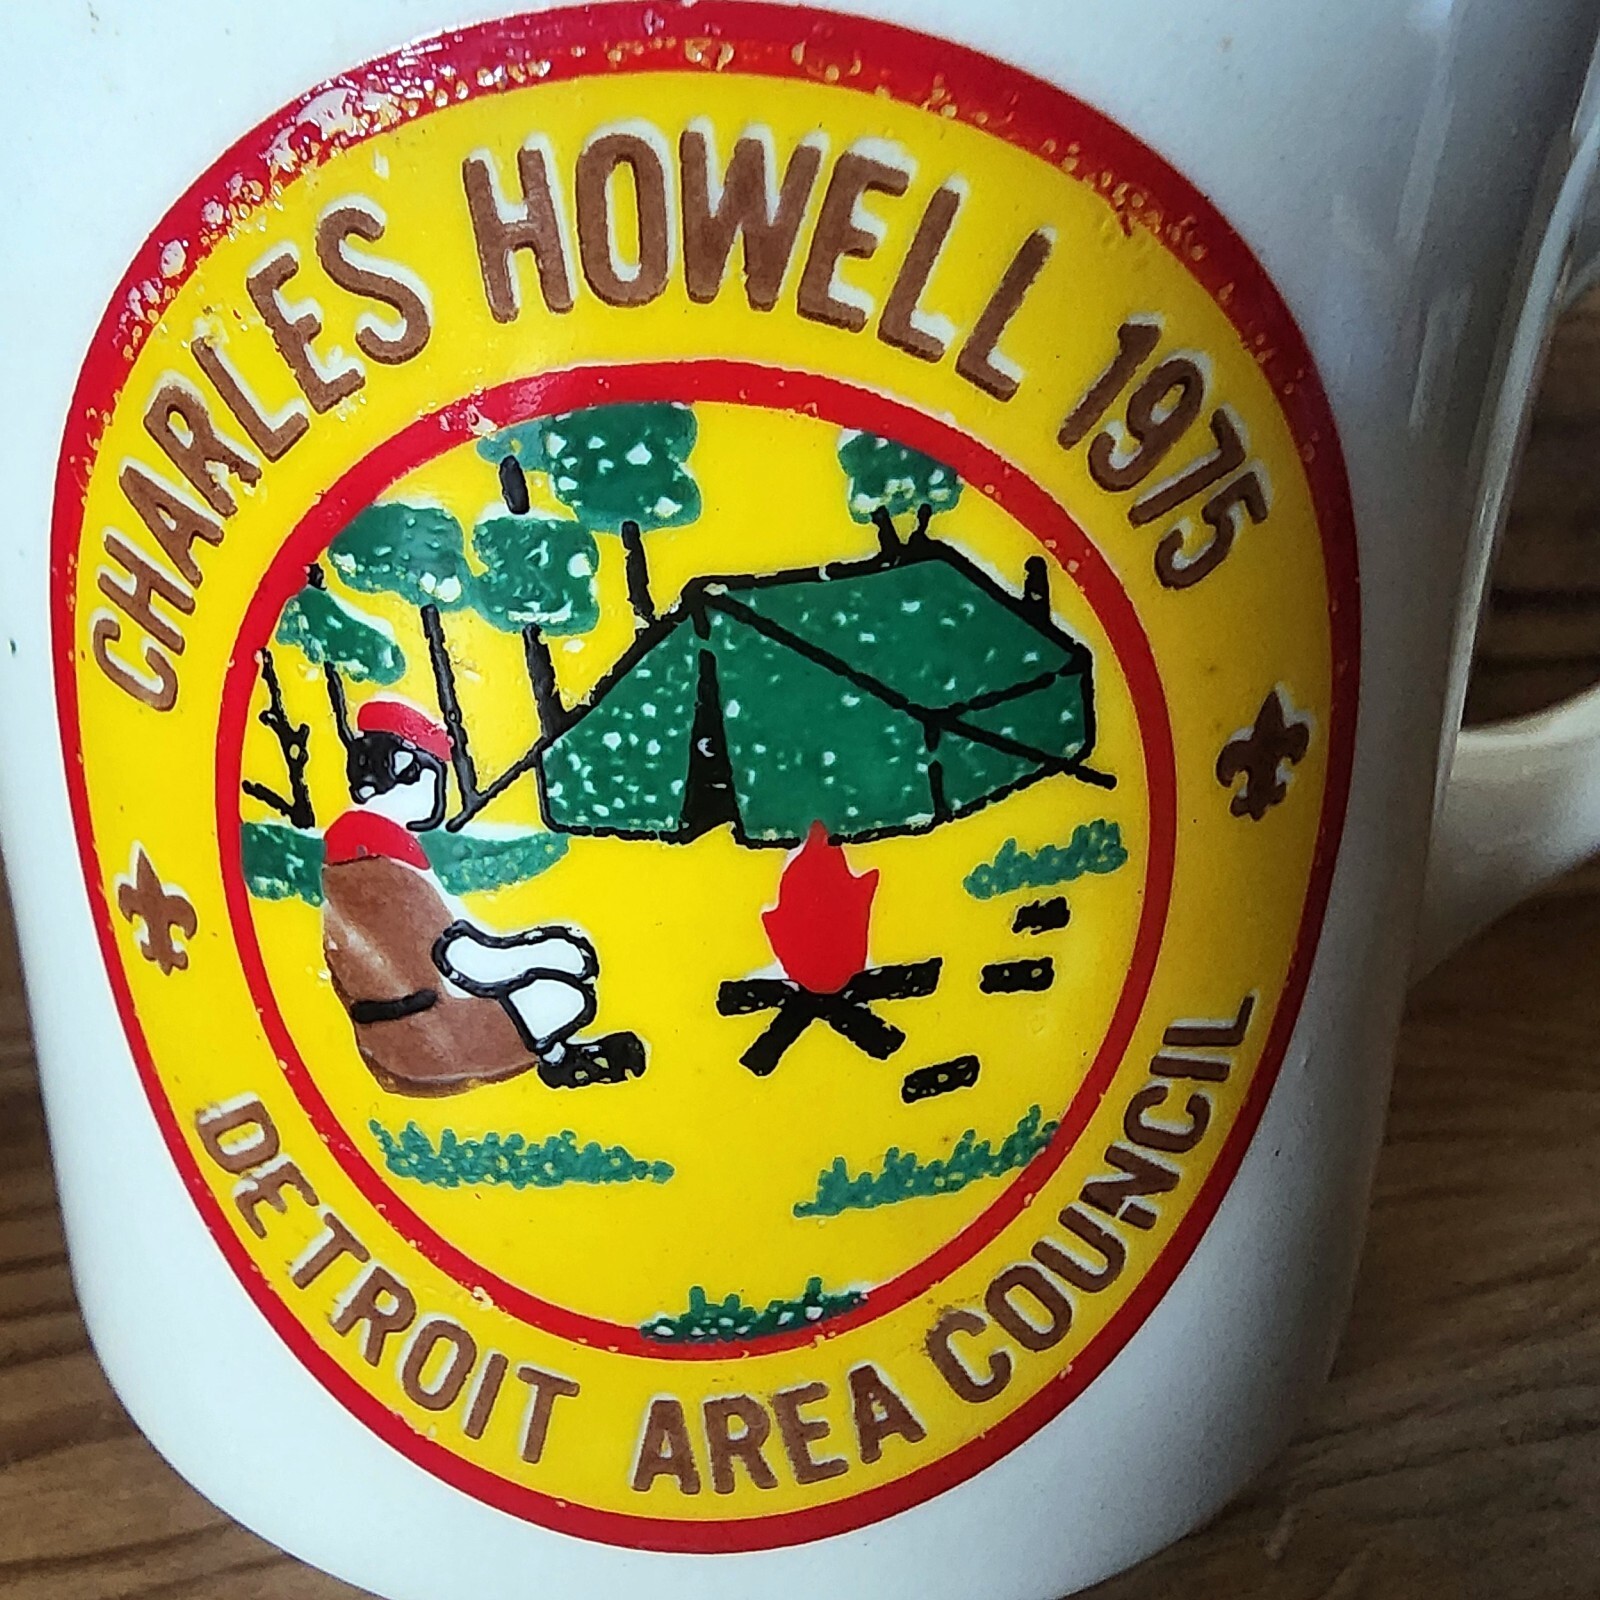 CHARLES HOWELL 1975
DETROIT AREA COUNCIL